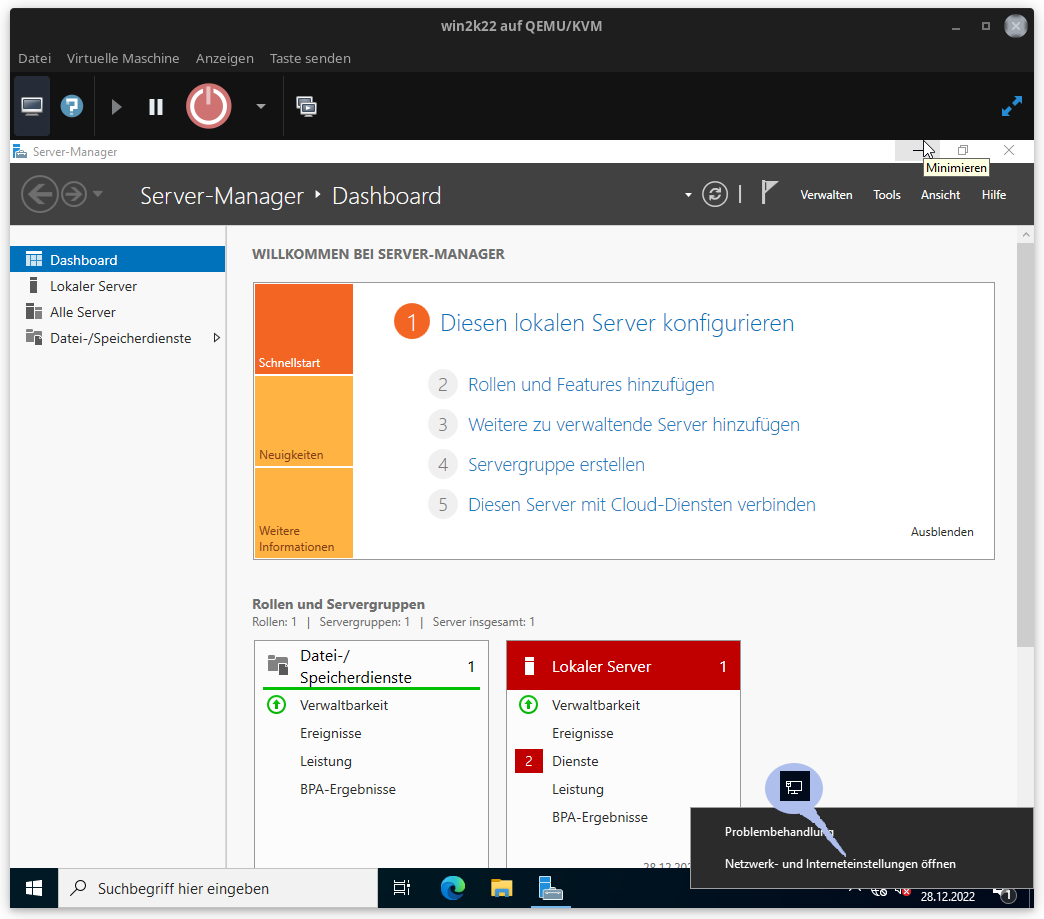 win2k22 auf QEMU/KVM
Datei Virtuelle Maschine Anzeigen Taste senden
Server-Manager
Minimieren
Server-Manager Dashboard
Verwalten Tools Ansicht Hilfe
Dashboard
Lokaler Server
Alle Server
Datei-/Speicherdienste
WILLKOMMEN BEI SERVER-MANAGER
Schnellstart
Neuigkeiten
Weitere
Informationen
1 Diesen lokalen Server konfigurieren
2 Rollen und Features hinzufügen
3 Weitere zu verwaltende Server hinzufügen
4 Servergruppe erstellen
5 Diesen Server mit Cloud-Diensten verbinden
Ausblenden
Rollen und Servergruppen
Rollen: 1 | Servergruppen: 1 | Server insgesamt: 1
Datei-/
Speicherdienste 1
Verwaltbarkeit
Ereignisse
Leistung
BPA-Ergebnisse
Lokaler Server 1
Verwaltbarkeit
Ereignisse
2 Dienste
Leistung
BPA-Ergebnisse
Problembehandlung
Netzwerk- und Interneteinstellungen öffnen
Suchbegriff hier eingeben
28.12.2022
1